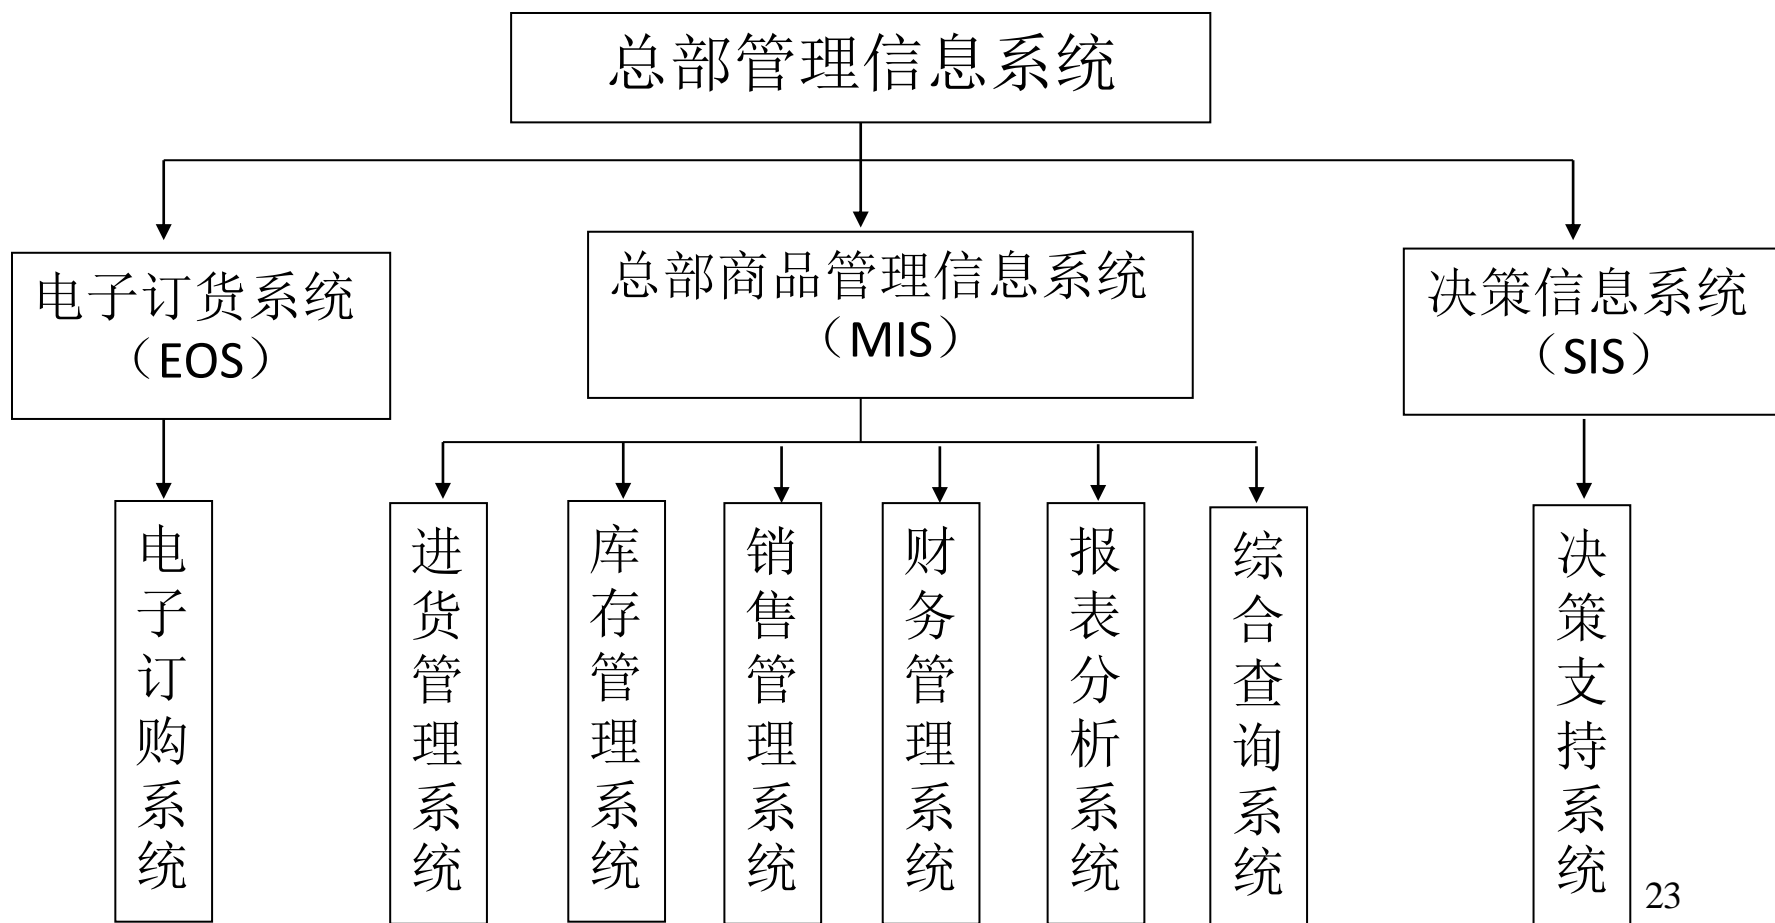 总部管理信息系统
电子订货系统
（EOS）
总部商品管理信息系统
（MIS）
决策信息系统
（SIS）
电子订购系统
进货管理系统
库存管理系统
销售管理系统
财务管理系统
报表分析系统
综合查询系统
决策支持系统
23